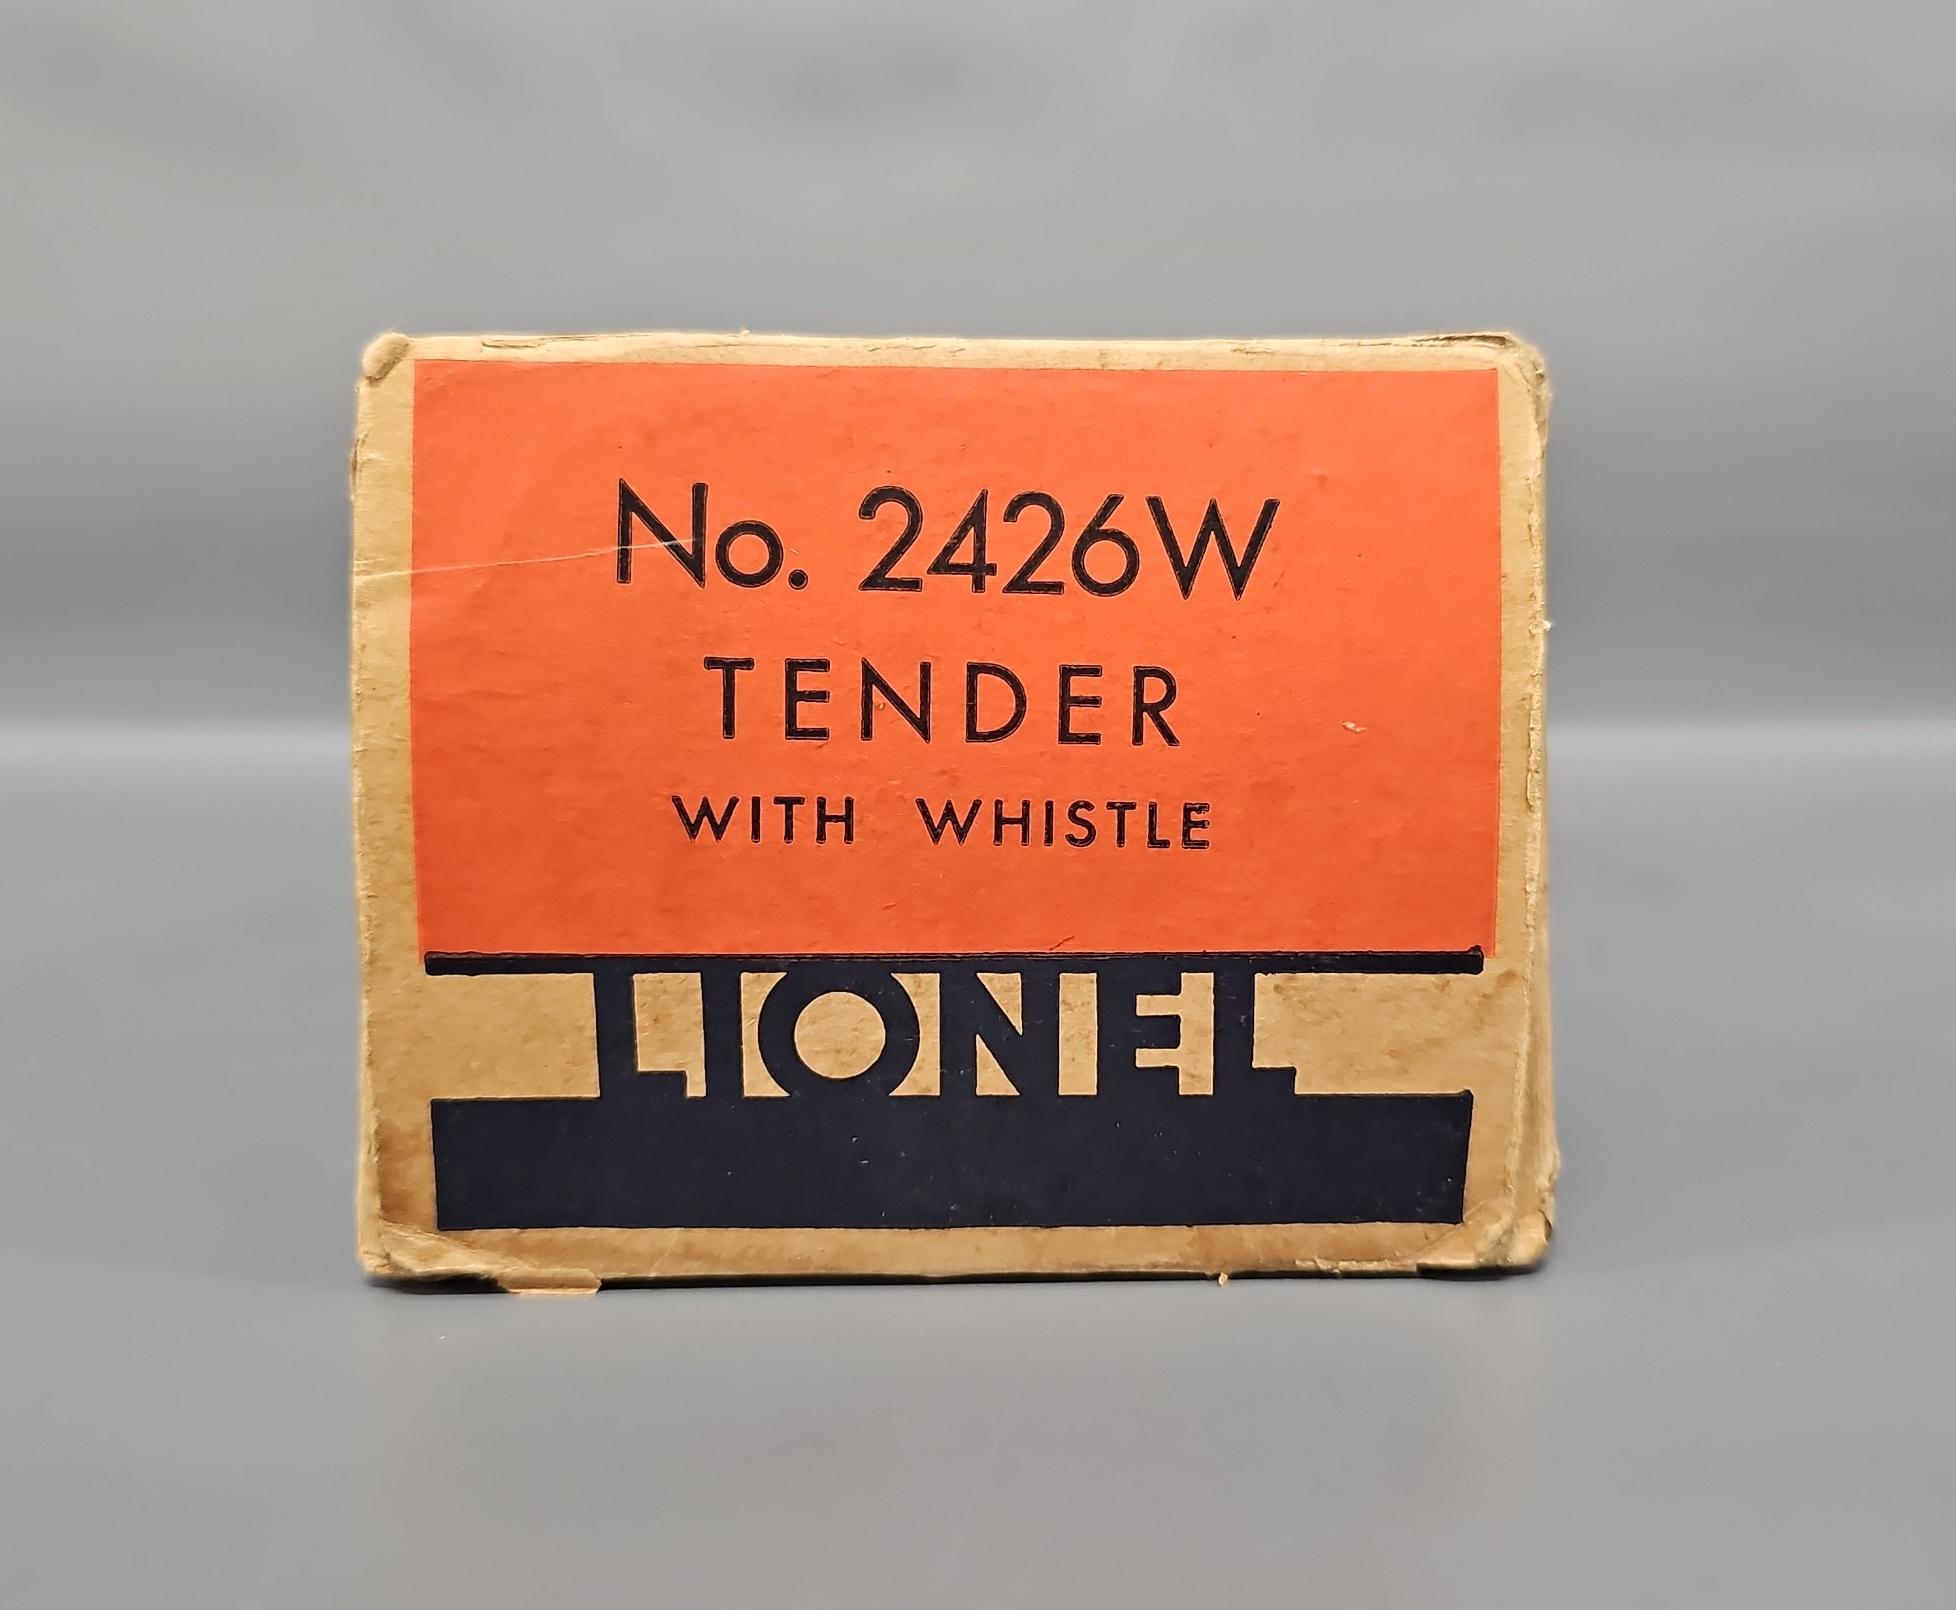 No. 2426W
TENDER
WITH WHISTLE
LIONEL